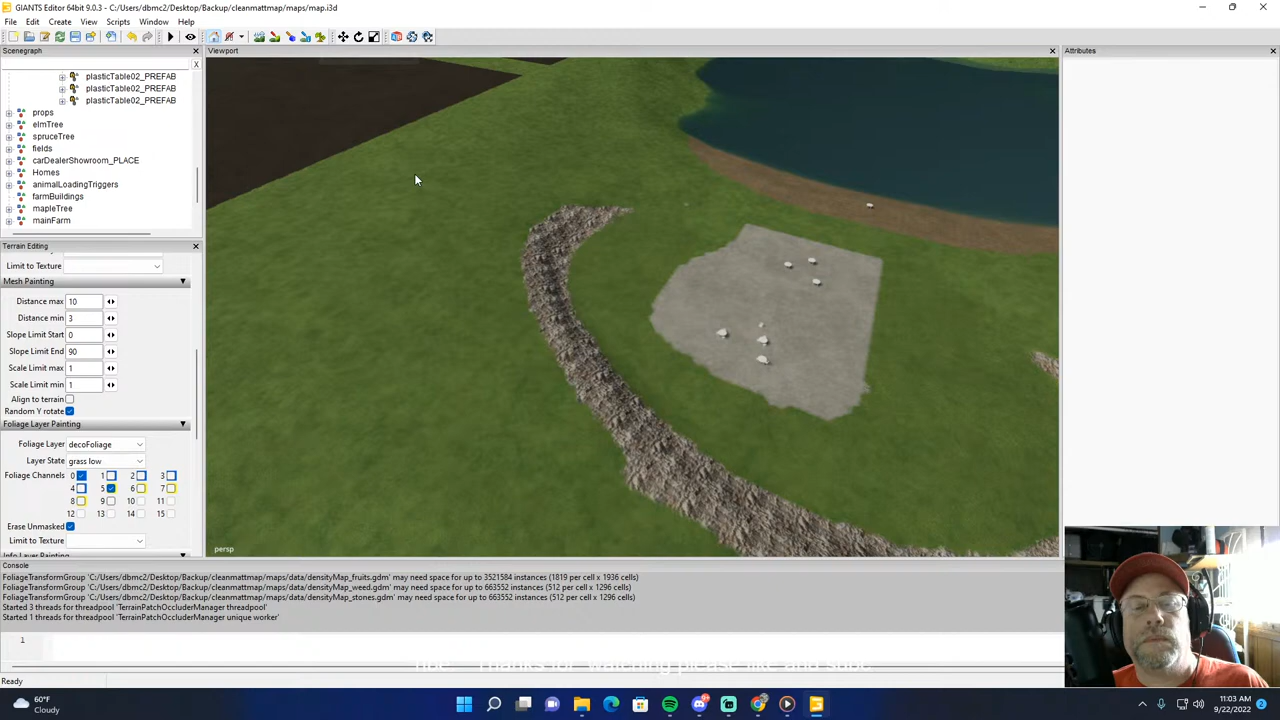 GIANTS Editor 64bit 9.0.3 - C:/Users/dbmc2/Desktop/Backup/cleanmattmap/maps/map.i3d
File Edit Create View Scripts Window Help
Scenegraph
X
plasticTable02_PREFAB
plasticTable02_PREFAB
plasticTable02_PREFAB
props
elmTree
spruceTree
fields
carDealerShowroom_PLACE
Homes
animalLoadingTriggers
farmBuildings
mapleTree
mainFarm
Terrain Editing
Limit to Texture
Mesh Painting
Distance max 10
Distance min 3
Slope Limit Start 0
Slope Limit End 90
Scale Limit max 1
Scale Limit min 1
Align to terrain
Random Y rotate
Foliage Layer Painting
Foliage Layer decoFoliage
Layer State grass low
Foliage Channels 0 1 2 3
4 5 6 7
8 9 10 11
12 13 14 15
Erase Unmasked
Limit to Texture
Info Layer Painting
Viewport
persp
Attributes
Console
FoliageTransformGroup 'C:/Users/dbmc2/Desktop/Backup/cleanmattmap/maps/data/densityMap_fruits.gdm' may need space for up to 3521584 instances (1819 per cell x 1936 cells)
FoliageTransformGroup 'C:/Users/dbmc2/Desktop/Backup/cleanmattmap/maps/data/densityMap_weed.gdm' may need space for up to 663552 instances (512 per cell x 1296 cells)
FoliageTransformGroup 'C:/Users/dbmc2/Desktop/Backup/cleanmattmap/maps/data/densityMap_stones.gdm' may need space for up to 663552 instances (512 per cell x 1296 cells)
Started 3 threads for threadpool 'TerrainPatchOccluderManager threadpool'
Started 1 threads for threadpool 'TerrainPatchOccluderManager unique worker'
1
Thanks for watching please like and
Ready
60°F
Cloudy
11:03 AM
9/22/2022